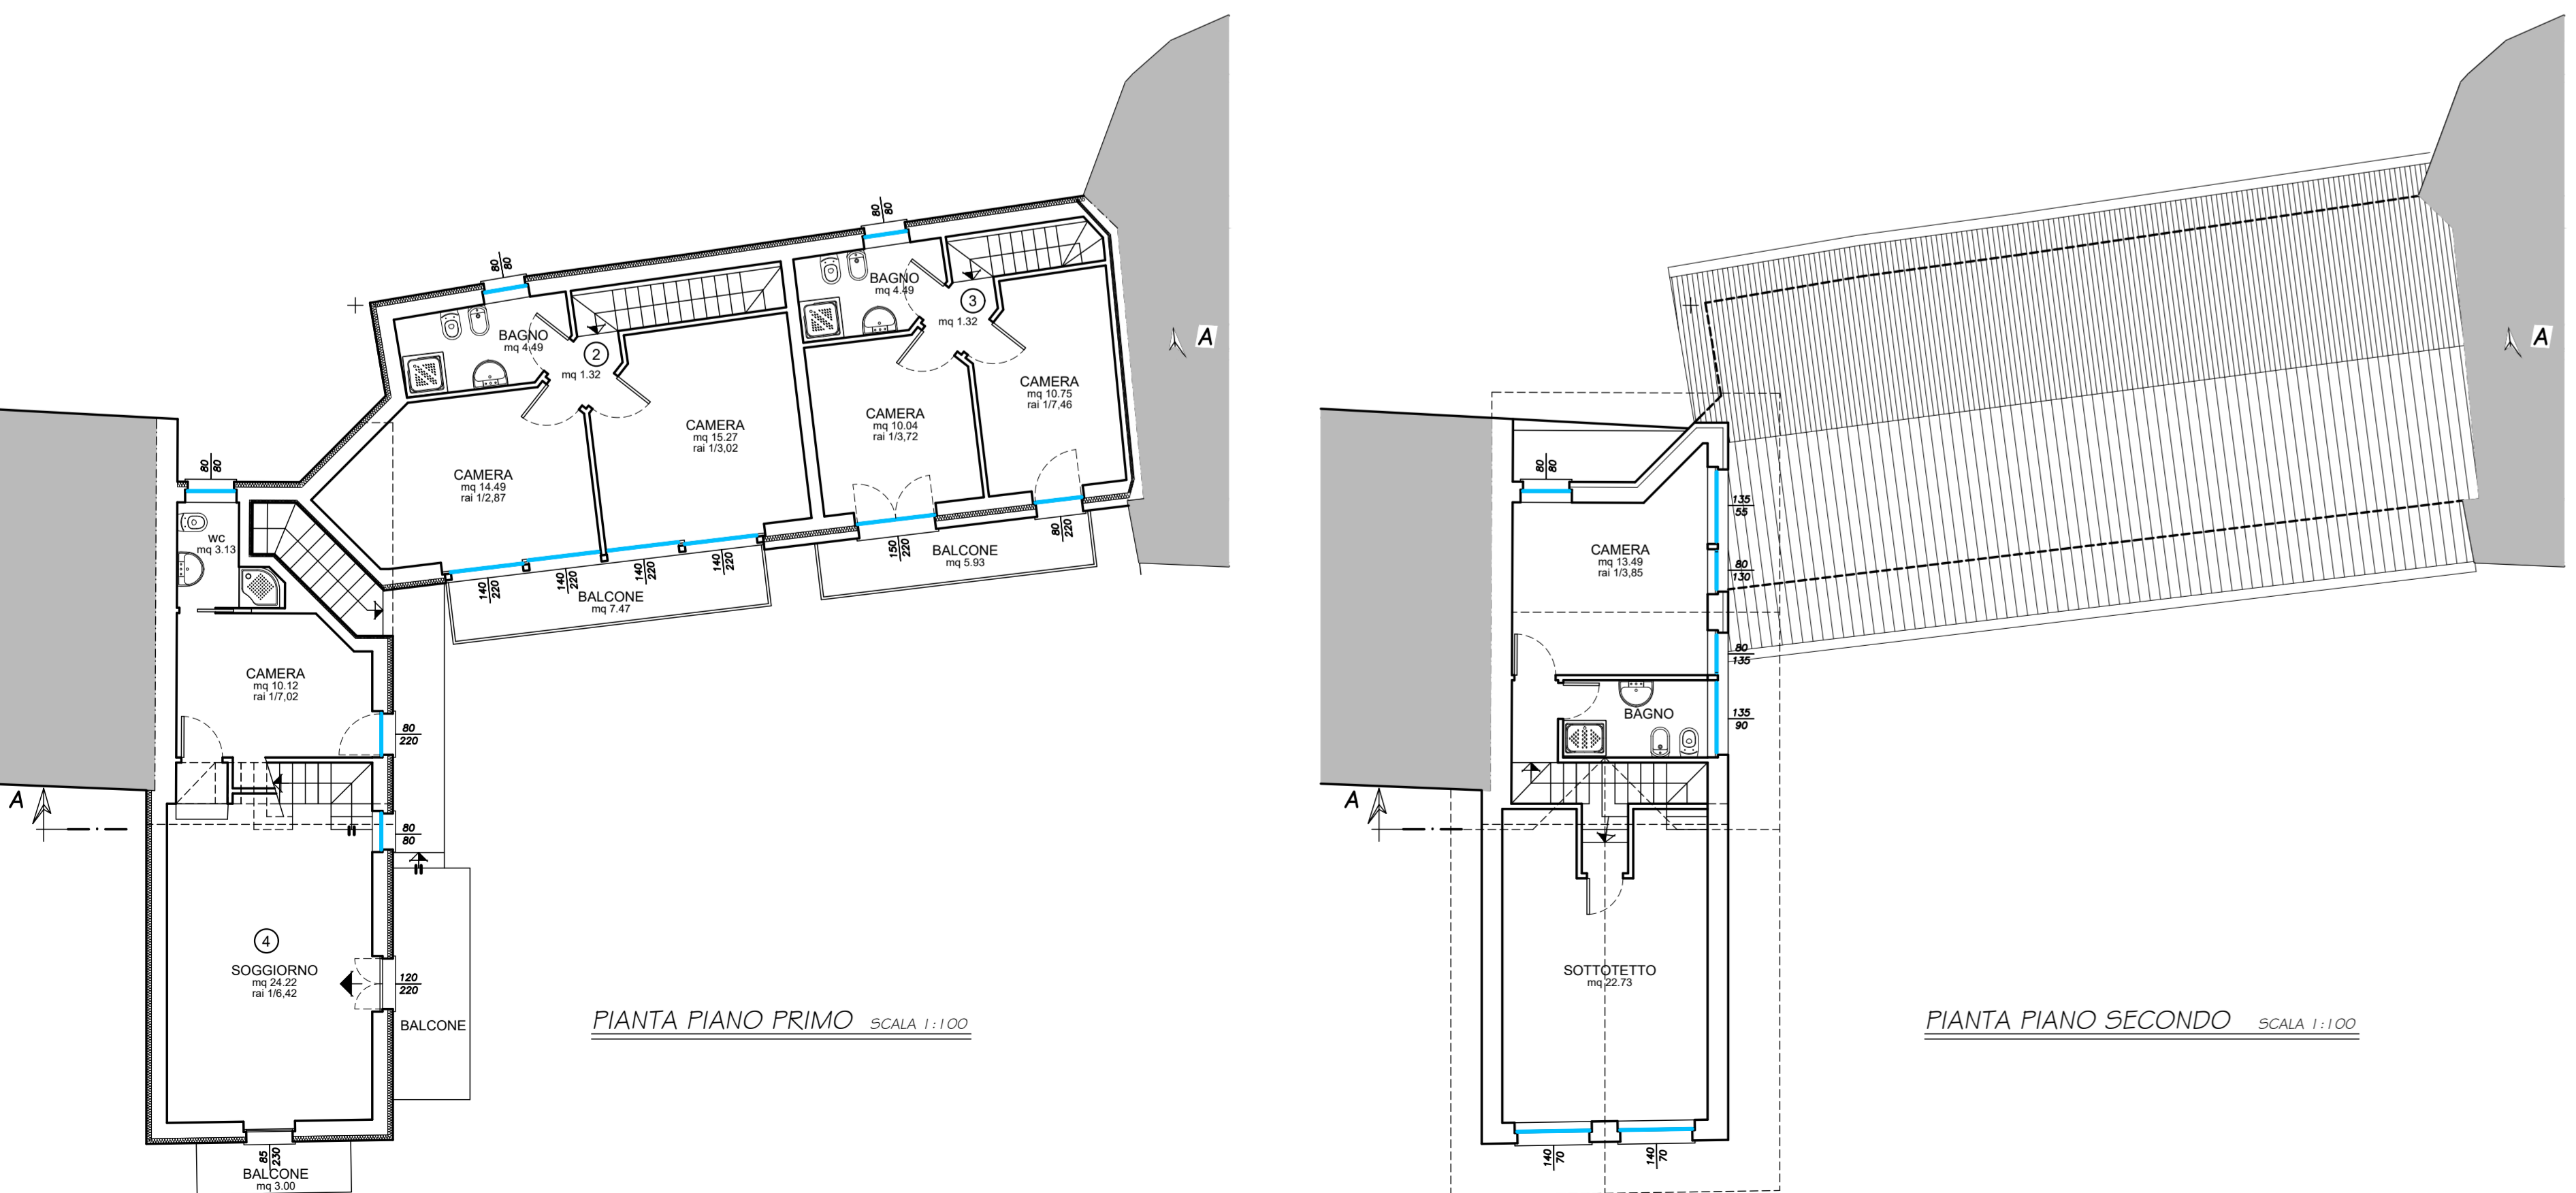 80
80
BAGNO
mq 4.49
3
mq 1.32
80
80
BAGNO
mq 4.49
2
mq 1.32
CAMERA
mq 10.75
rai 1/7,46
CAMERA
mq 10.04
rai 1/3,72
CAMERA
mq 15.27
rai 1/3,02
CAMERA
mq 14.49
rai 1/2,87
A
80
80
wc
mq 3.13
140
220
140
220
140
220
140
220
BALCONE
mq 7.47
150
220
80
220
BALCONE
mq 5.93
CAMERA
mq 10.12
rai 1/7,02
80
220
A
80
80
4
SOGGIORNO
mq 24.22
rai 1/6,42
120
220
BALCONE
85
230
BALCONE
mq 3.00
PIANTA PIANO PRIMO SCALA 1:100
A
80
80
135
55
CAMERA
mq 13.49
rai 1/3,85
80
130
80
135
BAGNO
135
90
A
SOTTOTETTO
mq 22.73
140
70
140
70
PIANTA PIANO SECONDO SCALA 1:100